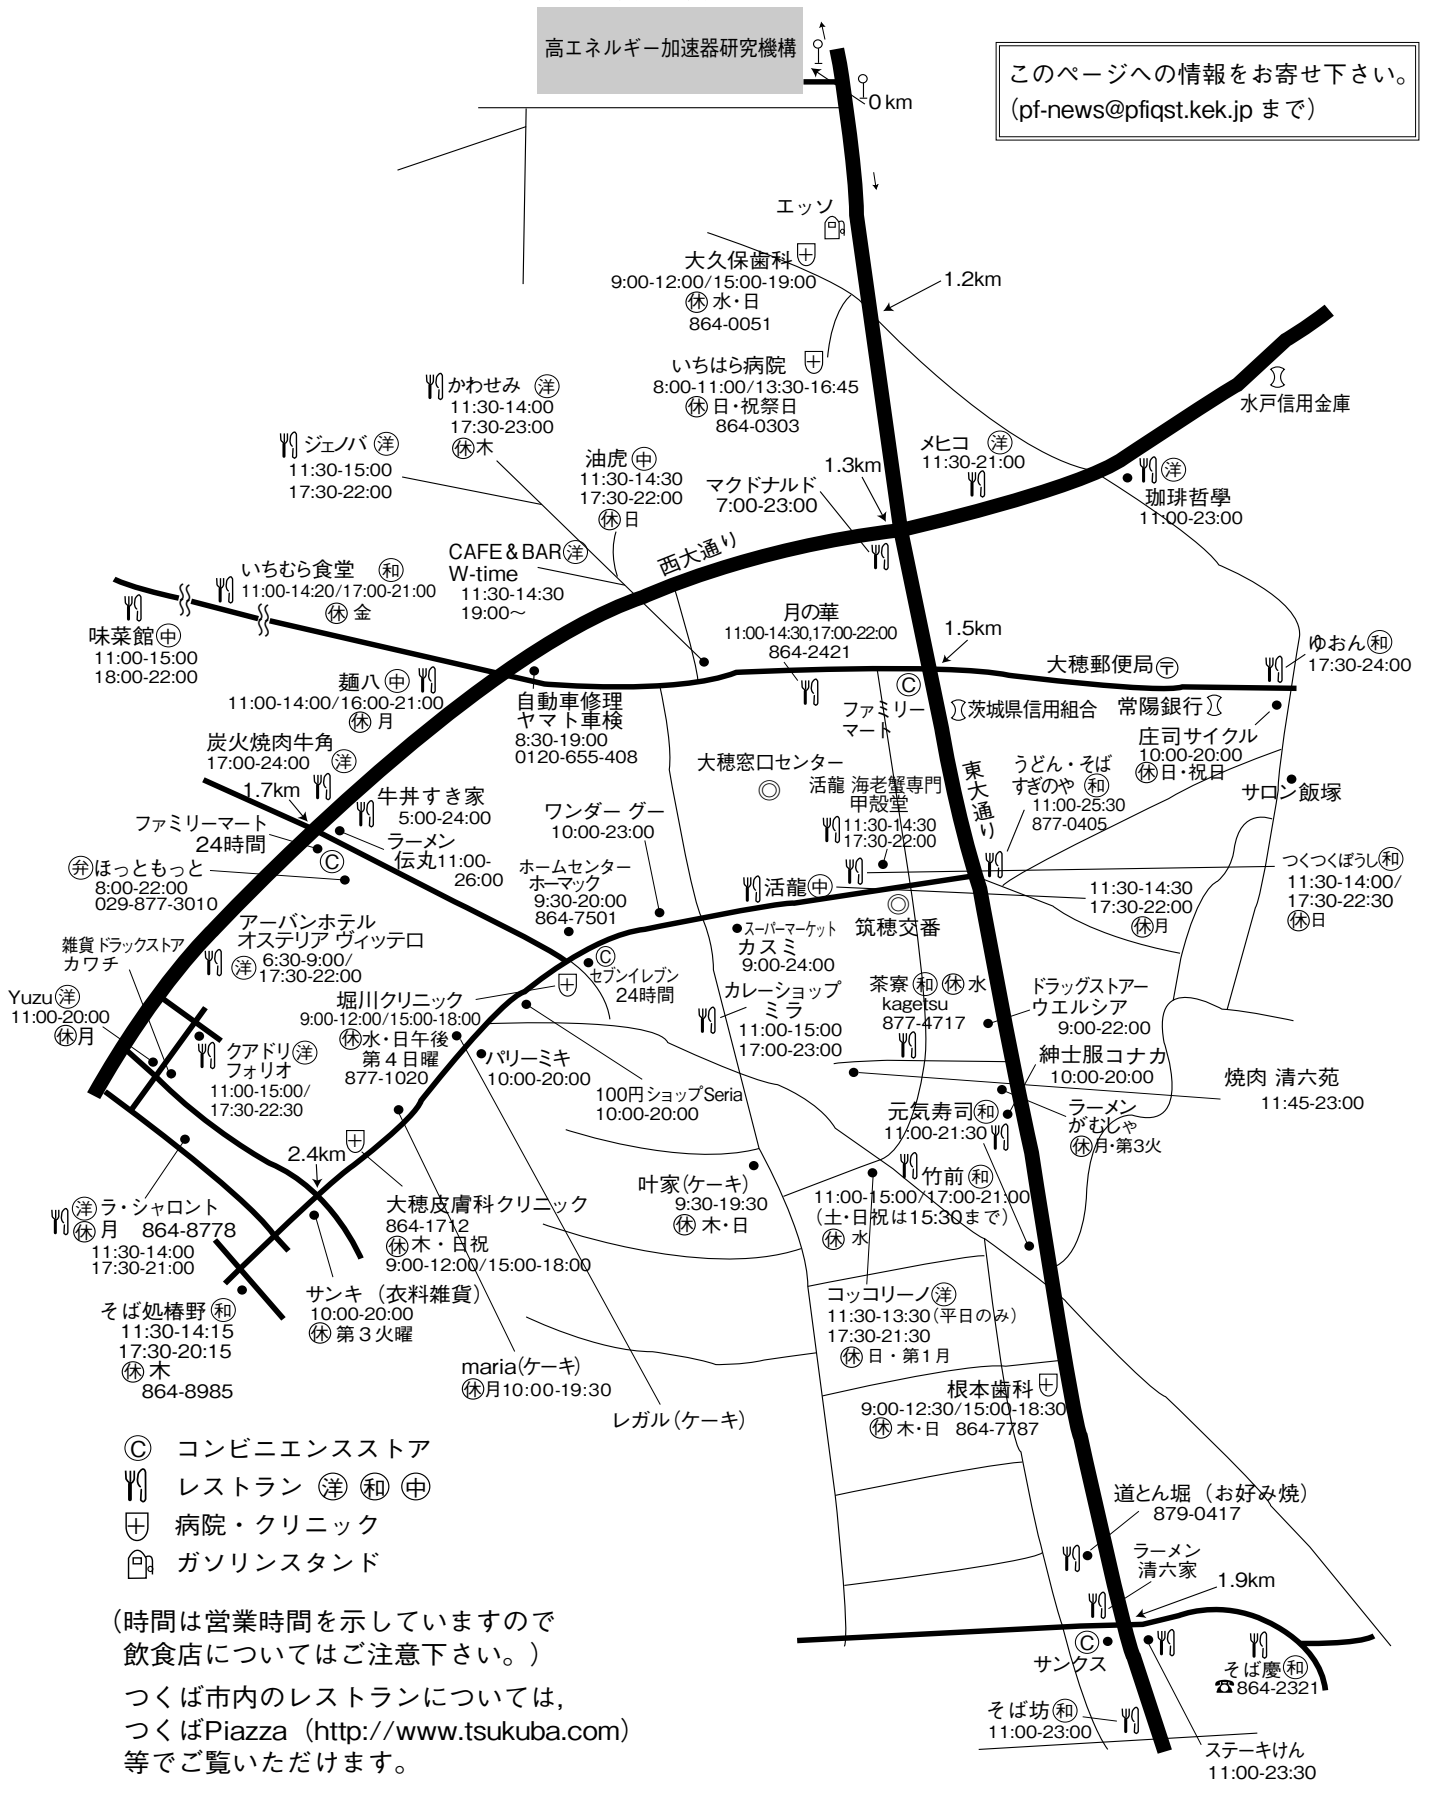 高エネルギー加速器研究機構
このページへの情報をお寄せ下さい。
(pf-news@pfiqst.kek.jp まで)
0 km
エッソ
大久保歯科
9:00-12:00/15:00-19:00
休 水・日
864-0051
1.2km
いちはら病院
8:00-11:00/13:30-16:45
休 日・祝祭日
864-0303
水戸信用金庫
かわせみ 洋
11:30-14:00
17:30-23:00
休 木
ジェノバ 洋
11:30-15:00
17:30-22:00
油虎 中
11:30-14:30
17:30-22:00
休 日
マクドナルド
7:00-23:00
1.3km
メヒコ 洋
11:30-21:00
洋
珈琲哲學
11:00-23:00
西大通り
CAFE & BAR 洋
W-time
11:30-14:30
19:00〜
いちむら食堂 和
11:00-14:20/17:00-21:00
休 金
味菜館 中
11:00-15:00
18:00-22:00
月の華
11:00-14:30,17:00-22:00
864-2421
1.5km
大穂郵便局 〒
ゆおん 和
17:30-24:00
麺八 中
11:00-14:00/16:00-21:00
休 月
自動車修理
ヤマト車検
8:30-19:00
0120-655-408
C
ファミリー
マート
茨城県信用組合
常陽銀行
庄司サイクル
10:00-20:00
休 日・祝日
サロン飯塚
炭火焼肉牛角
17:00-24:00 洋
1.7km
牛丼すき家
5:00-24:00
ファミリーマート
24時間
C
ラーメン
伝丸11:00-
26:00
弁 ほっともっと
8:00-22:00
029-877-3010
ワンダー グー
10:00-23:00
ホームセンター
ホーマック
9:30-20:00
864-7501
大穂窓口センター
◎
活龍 海老蟹専門
甲殻堂
11:30-14:30
17:30-22:00
東大通り
うどん・そば
すぎのや 和
11:00-25:30
877-0405
つくつくぼうし 和
11:30-14:00/
17:30-22:30
休 日
活龍 中
11:30-14:30
17:30-22:00
休 月
◎
筑穂交番
スーパーマーケット
カスミ
9:00-24:00
アーバンホテル
オステリア ヴィッテロ
洋 6:30-9:00/
17:30-22:00
雑貨 ドラックストア
カワチ
Yuzu 洋
11:00-20:00
休 月
C
セブンイレブン
24時間
堀川クリニック
9:00-12:00/15:00-18:00
休 水・日午後
第４日曜
877-1020
カレーショップ
ミラ
11:00-15:00
17:00-23:00
茶寮 和 休 水
kagetsu
877-4717
ドラッグストアー
ウエルシア
9:00-22:00
紳士服コナカ
10:00-20:00
焼肉 清六苑
11:45-23:00
クアドリ 洋
フォリオ
11:00-15:00/
17:30-22:30
パリーミキ
10:00-20:00
100円ショップSeria
10:00-20:00
元気寿司 和
11:00-21:30
ラーメン
がむしゃ
休 月・第3火
2.4km
大穂皮膚科クリニック
864-1712
休 木・日祝
9:00-12:00/15:00-18:00
叶家(ケーキ)
9:30-19:30
休 木・日
竹前 和
11:00-15:00/17:00-21:00
(土・日祝は15:30まで)
休 水
洋 ラ・シャロント
休 月 864-8778
11:30-14:00
17:30-21:00
サンキ (衣料雑貨)
10:00-20:00
休 第３火曜
そば処椿野 和
11:30-14:15
17:30-20:15
休 木
864-8985
コッコリーノ 洋
11:30-13:30(平日のみ)
17:30-21:30
休 日・第１月
maria(ケーキ)
休 月10:00-19:30
レガル(ケーキ)
根本歯科
9:00-12:30/15:00-18:30
休 木・日 864-7787
C コンビニエンスストア
レストラン 洋 和 中
病院・クリニック
ガソリンスタンド
道とん堀(お好み焼)
879-0417
ラーメン
清六家
1.9km
C
サンクス
そば慶 和
☎864-2321
そば坊 和
11:00-23:00
ステーキけん
11:00-23:30
(時間は営業時間を示していますので
飲食店についてはご注意下さい。)
つくば市内のレストランについては,
つくばPiazza (http://www.tsukuba.com)
等でご覧いただけます。